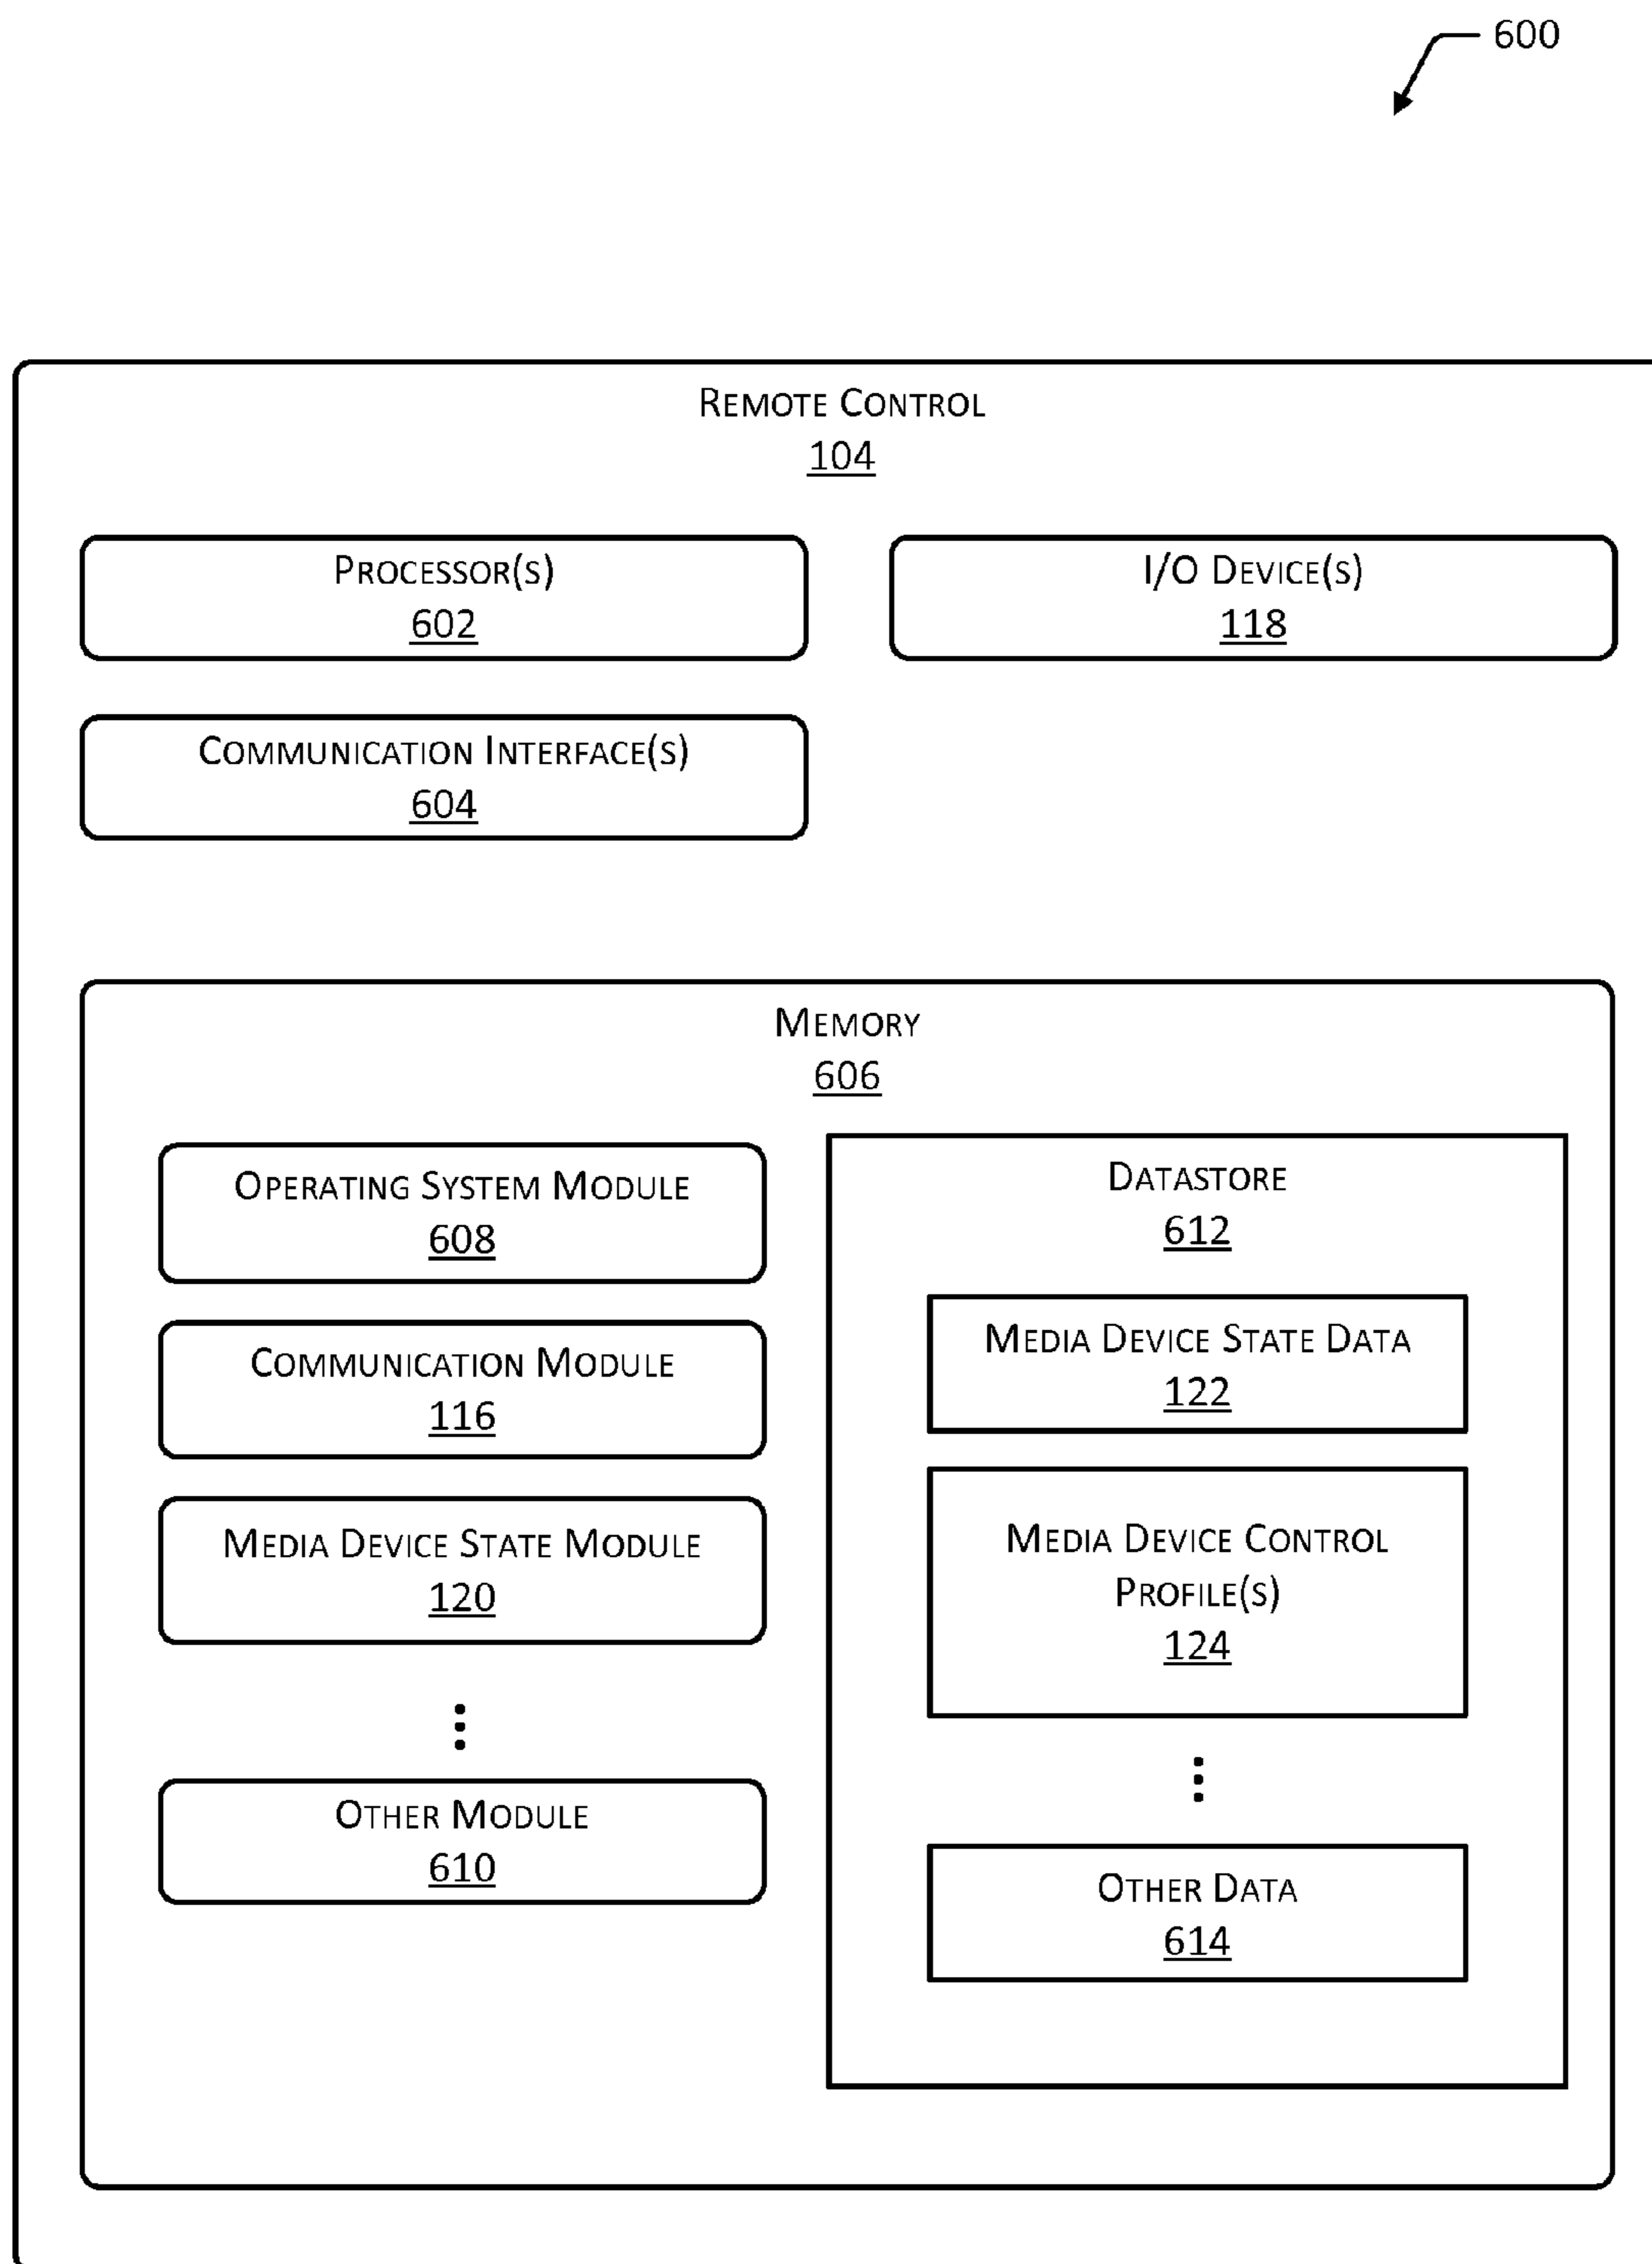 600
REMOTE CONTROL
104
PROCESSOR(S)
602
I/O DEVICE(S)
118
COMMUNICATION INTERFACE(S)
604
MEMORY
606
OPERATING SYSTEM MODULE
608
COMMUNICATION MODULE
116
MEDIA DEVICE STATE MODULE
120
OTHER MODULE
610
DATASTORE
612
MEDIA DEVICE STATE DATA
122
MEDIA DEVICE CONTROL
PROFILE(S)
124
OTHER DATA
614